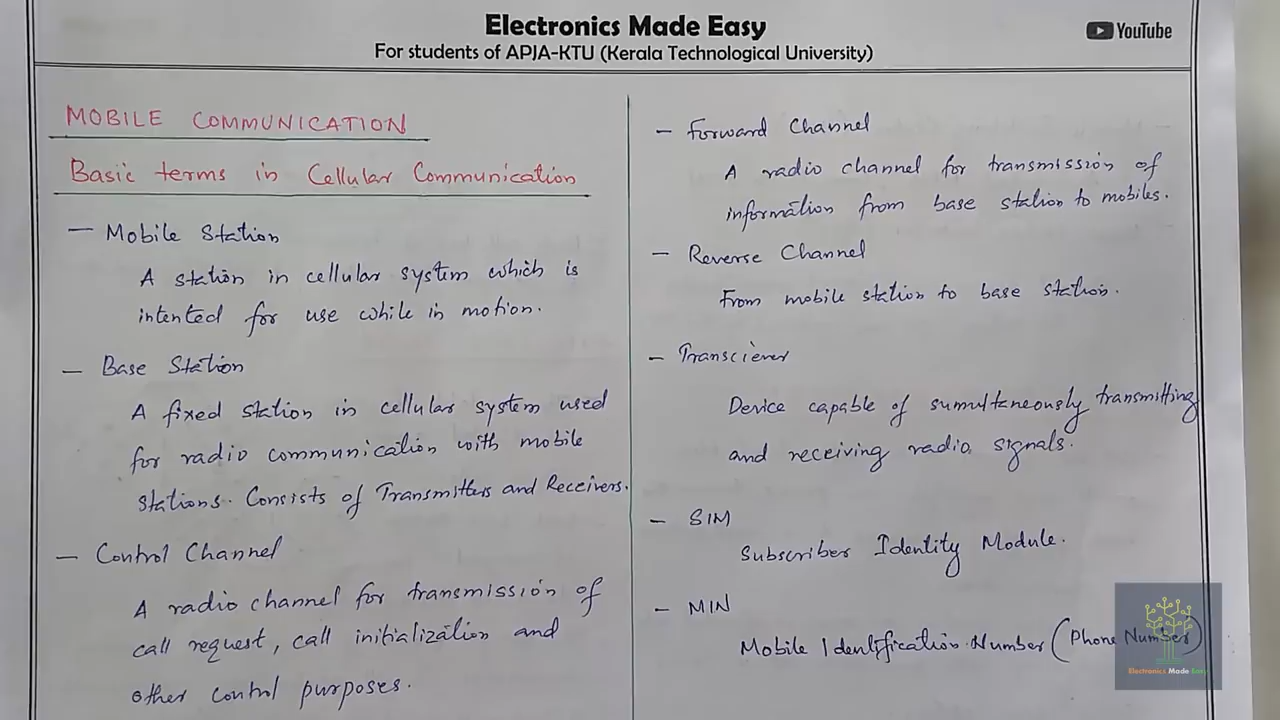 Electronics Made Easy
For students of APJA-KTU (Kerala Technological University)
YouTube
MOBILE COMMUNICATION
Basic terms in Cellular Communication
— Mobile Station
A station in cellular system which is
intented for use while in motion.
— Base Station
A fixed station in cellular system used
for radio communication with mobile
stations. Consists of Transmitters and Receivers.
— Control Channel
A radio channel for transmission of
call request, call initialization and
other control purposes.
— Forward Channel
A radio channel for transmission of
information from base station to mobiles.
— Reverse Channel
From mobile station to base station.
— Transciever
Device capable of sumultaneously transmitting
and receiving radio signals.
— SIM
Subscriber Identity Module.
— MIN
Mobile Identification Number (Phone Number)
Electronics Made Easy